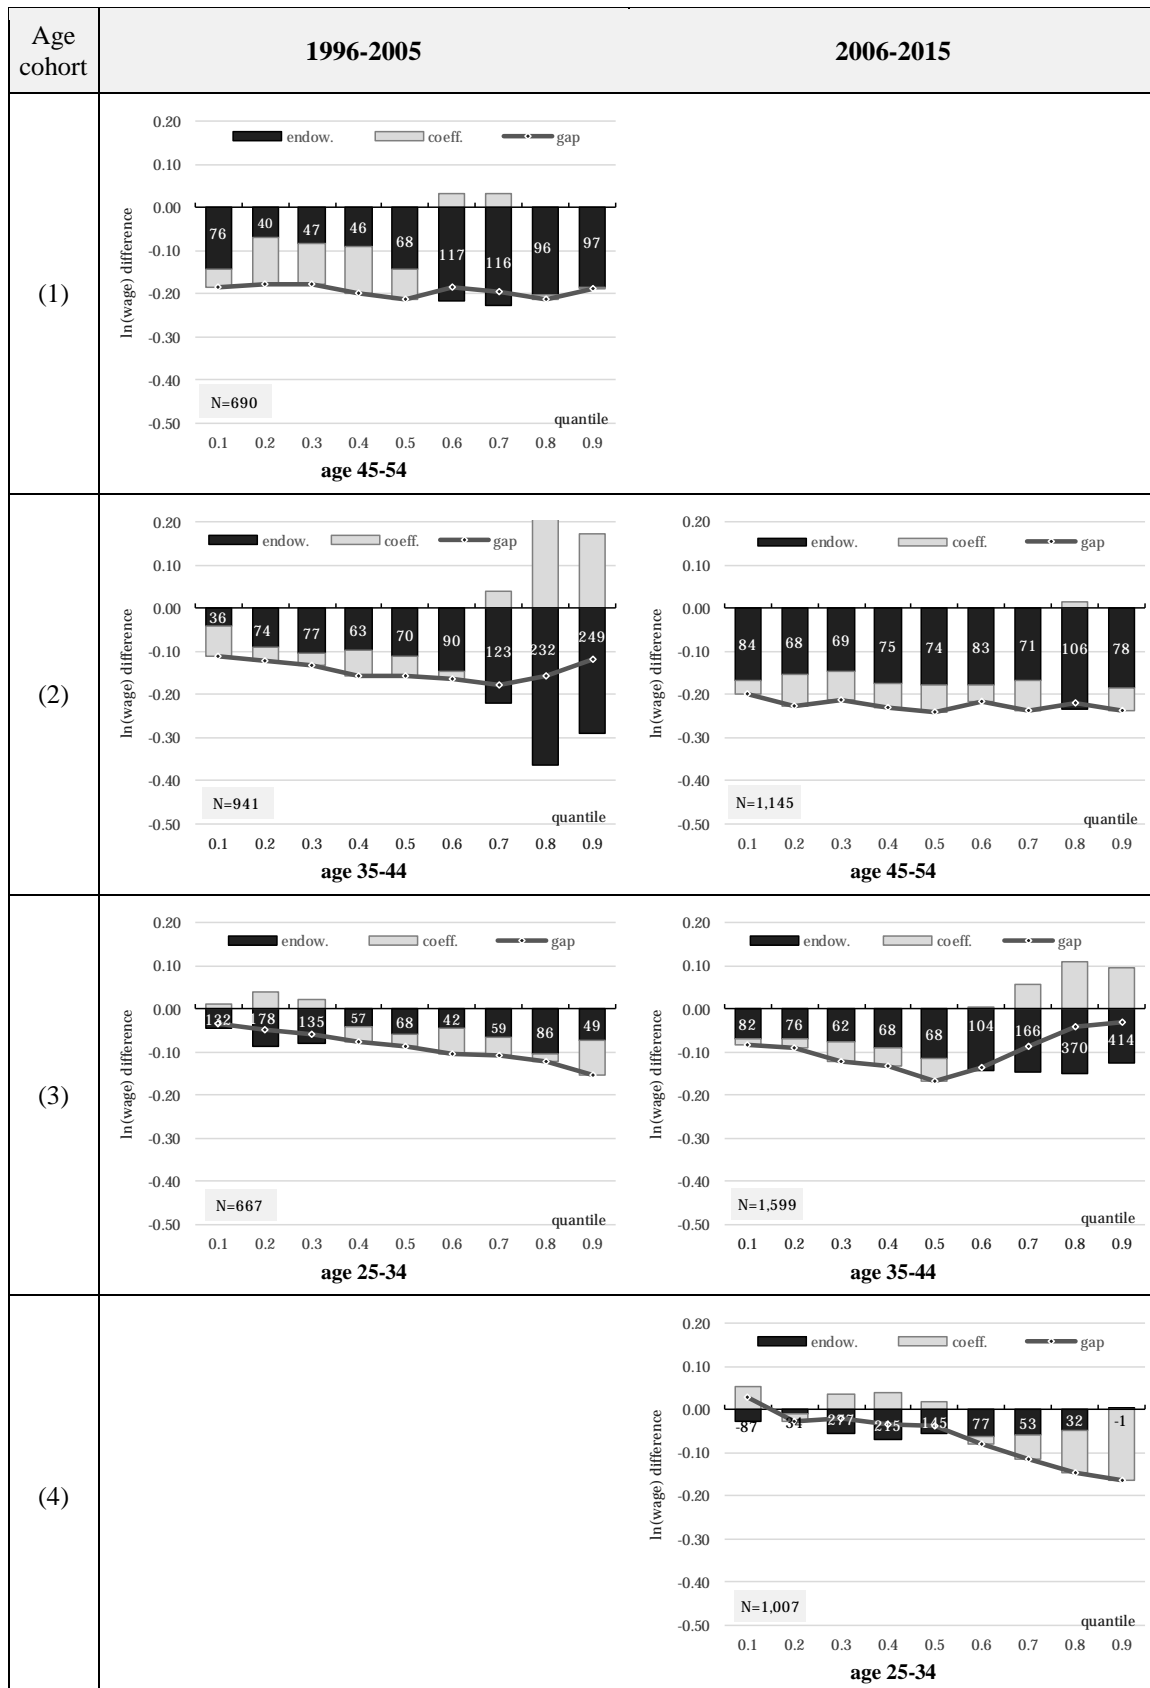 Age cohort 1996-2005 2006-2015
(1)
endow. coeff. gap
ln(wage) difference
0.20
0.10
0.00
-0.10
-0.20
-0.30
-0.40
-0.50
76 40 47 46 68 117 116 96 97
N=690
quantile
0.1 0.2 0.3 0.4 0.5 0.6 0.7 0.8 0.9
age 45-54
(2)
endow. coeff. gap
ln(wage) difference
0.20
0.10
0.00
-0.10
-0.20
-0.30
-0.40
-0.50
36 74 77 63 70 90 123 232 249
N=941
quantile
0.1 0.2 0.3 0.4 0.5 0.6 0.7 0.8 0.9
age 35-44
endow. coeff. gap
ln(wage) difference
0.20
0.10
0.00
-0.10
-0.20
-0.30
-0.40
-0.50
84 68 69 75 74 83 71 106 78
N=1,145
quantile
0.1 0.2 0.3 0.4 0.5 0.6 0.7 0.8 0.9
age 45-54
(3)
endow. coeff. gap
ln(wage) difference
0.20
0.10
0.00
-0.10
-0.20
-0.30
-0.40
-0.50
132 178 135 57 68 42 59 86 49
N=667
quantile
0.1 0.2 0.3 0.4 0.5 0.6 0.7 0.8 0.9
age 25-34
endow. coeff. gap
ln(wage) difference
0.20
0.10
0.00
-0.10
-0.20
-0.30
-0.40
-0.50
82 76 62 68 68 104 166 370 414
N=1,599
quantile
0.1 0.2 0.3 0.4 0.5 0.6 0.7 0.8 0.9
age 35-44
(4)
endow. coeff. gap
ln(wage) difference
0.20
0.10
0.00
-0.10
-0.20
-0.30
-0.40
-0.50
-87 34 277 215 145 77 53 32 -1
N=1,007
quantile
0.1 0.2 0.3 0.4 0.5 0.6 0.7 0.8 0.9
age 25-34